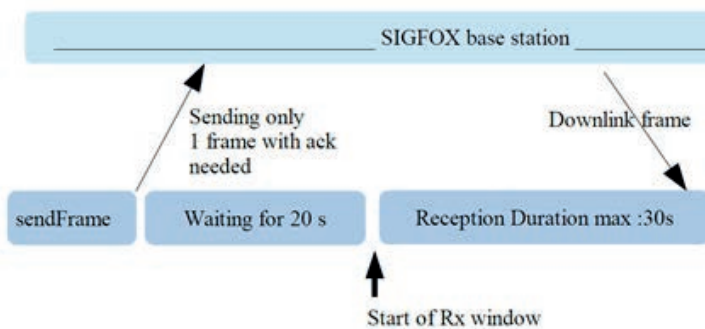 SIGFOX base station
Sending only
1 frame with ack
needed
Downlink frame
sendFrame
Waiting for 20 s
Reception Duration max :30s
Start of Rx window